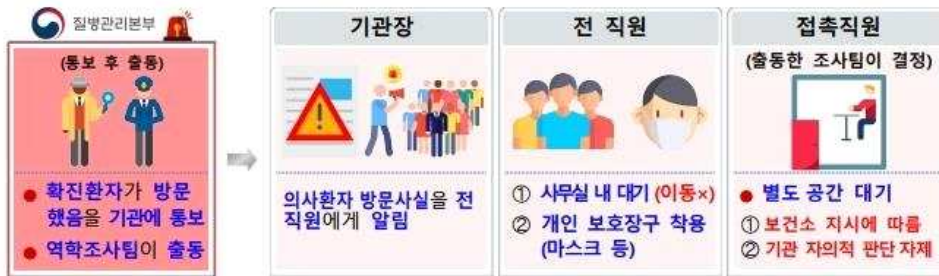 질병관리본부
(통보 후 출동)
● 확진환자가 방문
했음을 기관에 통보
● 역학조사팀이 출동
기관장
의사환자 방문사실을 전
직원에게 알림
전 직원
① 사무실 내 대기 (이동×)
② 개인 보호장구 착용
(마스크 등)
접촉직원
(출동한 조사팀이 결정)
● 별도 공간 대기
① 보건소 지시에 따름
② 기관 자의적 판단 자제